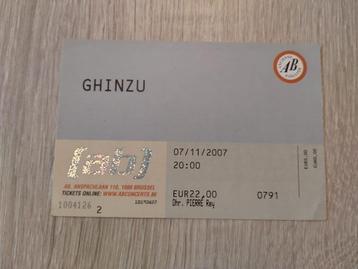 AB
GHINZU
[ab]
AB, ANSPACHLAAN 110, 1000 BRUSSEL
TICKETS ONLINE: WWW.ABCONCERTS.BE
1004126 2
07/11/2007
20:00
EUR22,00 0791
Dhr. PIERRE Rey